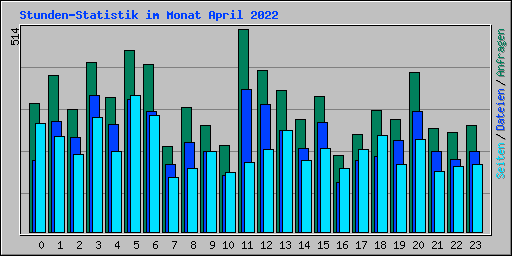 Stunden-Statistik im Monat April 2022
514
Seiten / Dateien / Anfragen
0 1 2 3 4 5 6 7 8 9 10 11 12 13 14 15 16 17 18 19 20 21 22 23